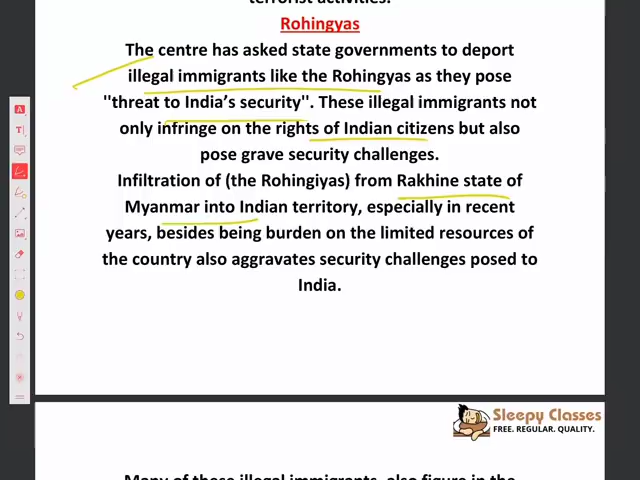 terrorist activities.
Rohingyas
The centre has asked state governments to deport
illegal immigrants like the Rohingyas as they pose
"threat to India's security". These illegal immigrants not
only infringe on the rights of Indian citizens but also
pose grave security challenges.
Infiltration of (the Rohingiyas) from Rakhine state of
Myanmar into Indian territory, especially in recent
years, besides being burden on the limited resources of
the country also aggravates security challenges posed to
India.
Sleepy Classes
FREE. REGULAR. QUALITY.
Many of these illegal immigrants, also figure in the